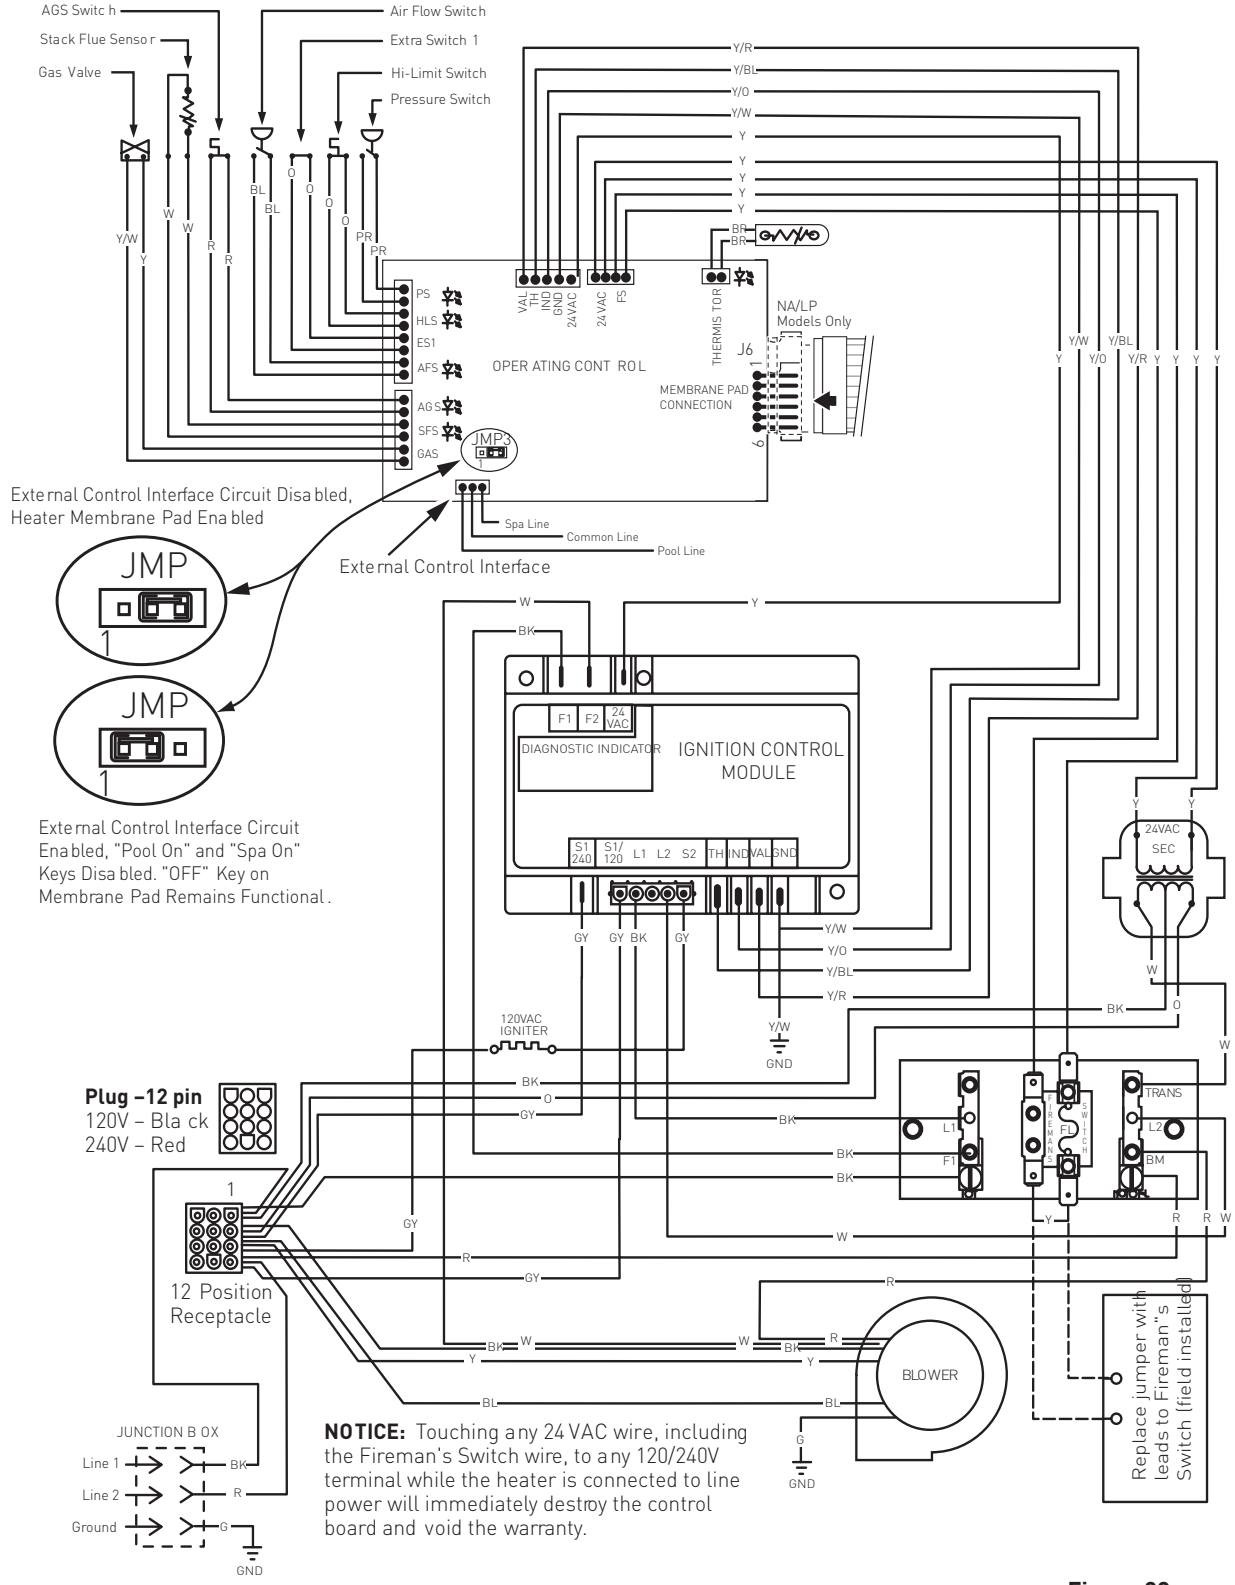 AGS Switch
Stack Flue Sensor
Gas Valve
Air Flow Switch
Extra Switch 1
Hi-Limit Switch
Pressure Switch
Y/R
Y/BL
Y/O
Y/W
Y
Y
Y
Y
Y
BR
BR
O
O
BL
BL
O
O
W
W
PR
PR
R
R
Y/W
Y
PS
HLS
ES1
AFS
AGS
SFS
GAS
VAL
TH
IND
GND
24VAC
24 VAC
FS
THERMISTOR
OPERATING CONTROL
NA/LP
Models Only
J6
1
6
MEMBRANE PAD
CONNECTION
JMP3
1
Y
Y/W
Y/O
Y/BL
Y/R
Y
Y
Y
Y
External Control Interface Circuit Disabled,
Heater Membrane Pad Enabled
Spa Line
Common Line
Pool Line
External Control Interface
JMP
1
JMP
1
External Control Interface Circuit
Enabled, "Pool On" and "Spa On"
Keys Disabled. "OFF" Key on
Membrane Pad Remains Functional.
W
BK
Y
F1
F2
24
VAC
DIAGNOSTIC INDICATOR
IGNITION CONTROL
MODULE
S1
240
S1/
120
L1
L2
S2
TH
IND
VAL
GND
GY
GY
BK
GY
Y/W
Y/O
Y/BL
Y/R
Y/W
GND
Y
Y
24VAC
SEC
W
O
BK
W
120VAC
IGNITER
BK
O
GY
BK
BK
BK
Plug –12 pin
120V – Black
240V – Red
L1
F1
FIREMANS
SWITCH
FL
TRANS
L2
BM
Y
R
R
W
1
12 Position
Receptacle
GY
R
GY
W
R
BK
W
W
BK
R
Y
Y
BL
BL
BLOWER
G
GND
Replace jumper with
leads to Fireman"s
Switch (field installed)
JUNCTION BOX
Line 1
Line 2
Ground
BK
R
G
GND
NOTICE: Touching any 24 VAC wire, including
the Fireman's Switch wire, to any 120/240V
terminal while the heater is connected to line
power will immediately destroy the control
board and void the warranty.